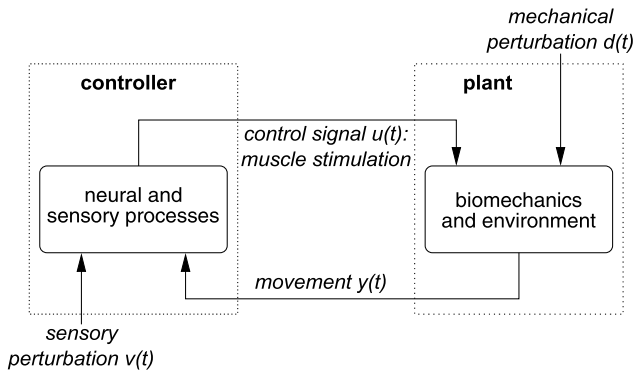 mechanical
perturbation d(t)
controller
plant
control signal u(t):
muscle stimulation
neural and
sensory processes
biomechanics
and environment
movement y(t)
sensory
perturbation v(t)